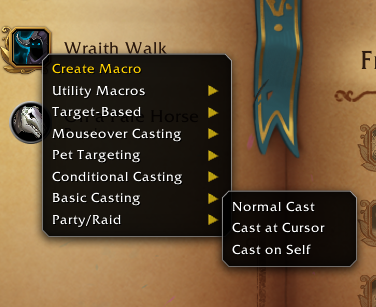 Wraith Walk
Create Macro
Utility Macros
Target-Based
Mouseover Casting
Pet Targeting
Conditional Casting
Basic Casting
Party/Raid
Normal Cast
Cast at Cursor
Cast on Self